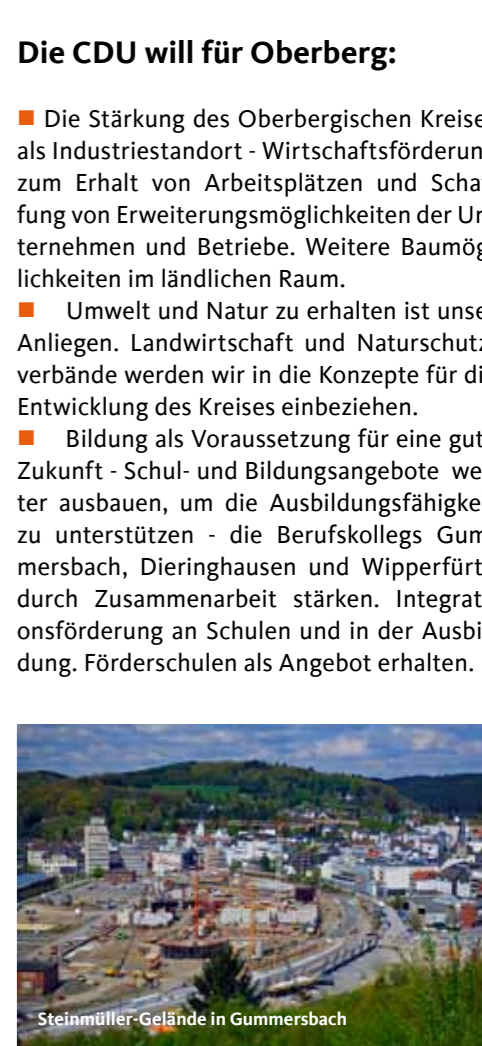 Die CDU will für Oberberg:
■ Die Stärkung des Oberbergischen Kreise
als Industriestandort - Wirtschaftsförderun
zum Erhalt von Arbeitsplätzen und Scha
fung von Erweiterungsmöglichkeiten der Un
ternehmen und Betriebe. Weitere Baumög
lichkeiten im ländlichen Raum.
■ Umwelt und Natur zu erhalten ist unse
Anliegen. Landwirtschaft und Naturschutz
verbände werden wir in die Konzepte für di
Entwicklung des Kreises einbeziehen.
■ Bildung als Voraussetzung für eine gut
Zukunft - Schul- und Bildungsangebote we
ter ausbauen, um die Ausbildungsfähigke
zu unterstützen - die Berufskollegs Gum
mersbach, Dieringhausen und Wipperfürt
durch Zusammenarbeit stärken. Integrat
onsförderung an Schulen und in der Ausbi
dung. Förderschulen als Angebot erhalten.
Steinmüller-Gelände in Gummersbach